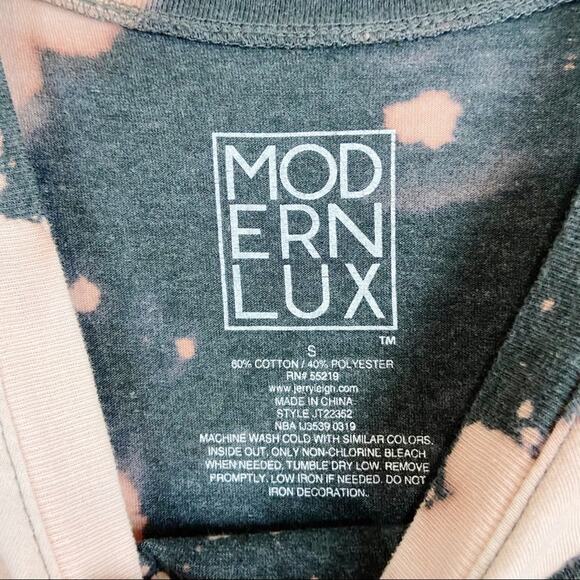 MOD
ERN
LUX
TM
S
60% COTTON / 40% POLYESTER
RN# 55219
www.jerryleigh.com
MADE IN CHINA
STYLE JT22352
NBA IJ3539 0319
MACHINE WASH COLD WITH SIMILAR COLORS,
INSIDE OUT, ONLY NON-CHLORINE BLEACH
WHEN NEEDED, TUMBLE DRY LOW. REMOVE
PROMPTLY. LOW IRON IF NEEDED. DO NOT
IRON DECORATION.